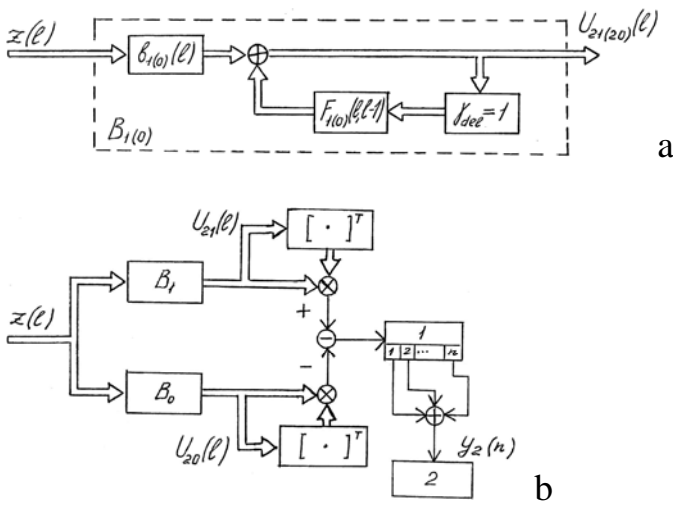 z(ℓ)
b₁₍₀₎(ℓ)
⊕
U₂₁₍₂₀₎(ℓ)
F₁₍₀₎(ℓ,ℓ-1)
γ_del = 1
B₁₍₀₎
a
U₂₁(ℓ)
[ · ]ᵀ
B₁
⊗
+
z(ℓ)
⊖
1
1 2 ... n
−
B₀
⊗
⊕
U₂₀(ℓ)
[ · ]ᵀ
y₂(n)
2
b